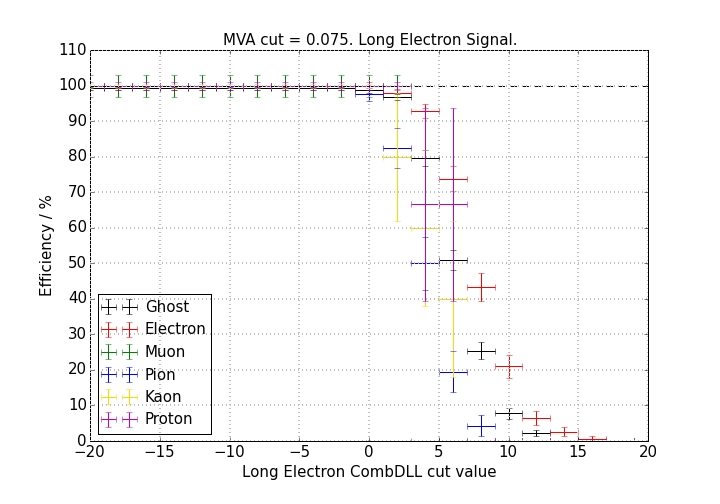 MVA cut = 0.075. Long Electron Signal.
110
100
90
80
70
60
50
40
30
20
10
0
Efficiency / %
Ghost
Electron
Muon
Pion
Kaon
Proton
−20 −15 −10 −5 0 5 10 15 20
Long Electron CombDLL cut value